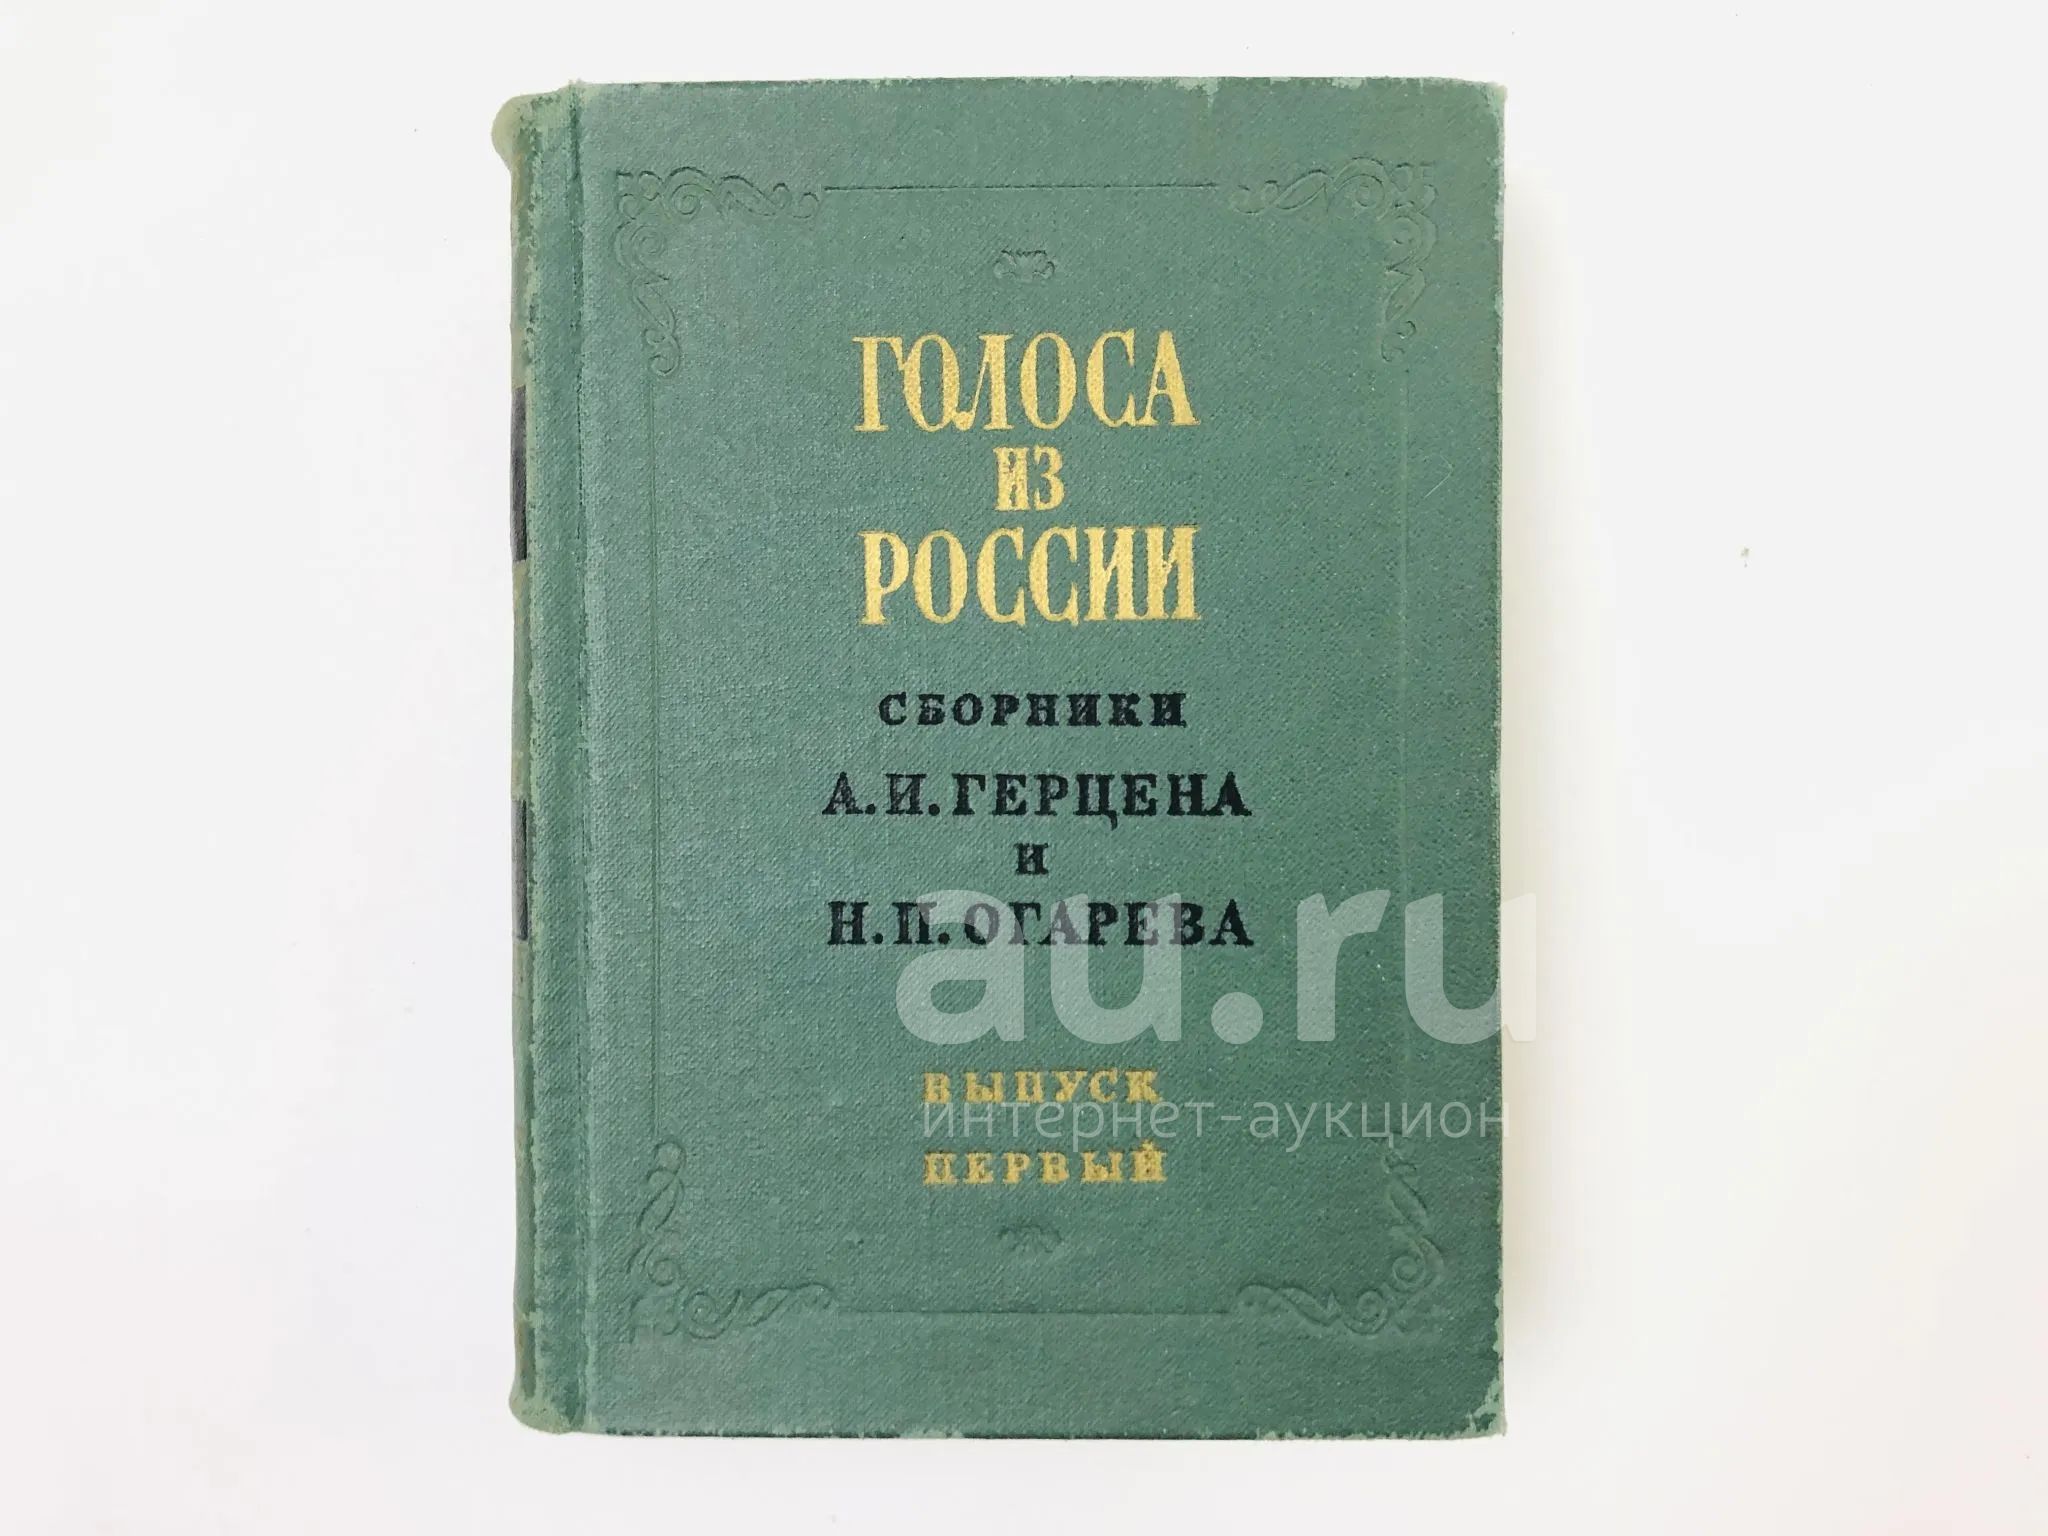 ГОЛОСА
ИЗ
РОССИИ
СБОРНИКИ
А.И.ГЕРЦЕНА
И
Н.П.ОГАРЕВА
au.ru
ВЫПУСК
интернет-аукцион
ПЕРВЫЙ